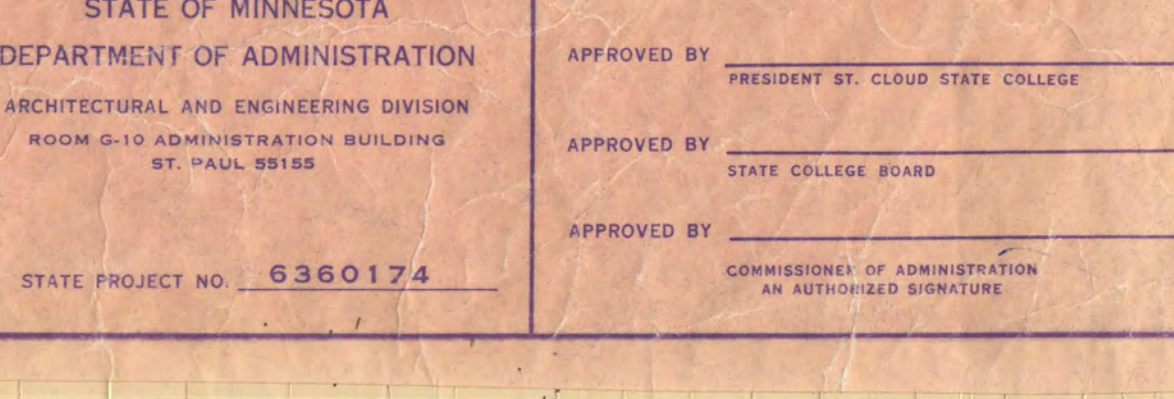 STATE OF MINNESOTA
DEPARTMENT OF ADMINISTRATION
ARCHITECTURAL AND ENGINEERING DIVISION
ROOM G-10 ADMINISTRATION BUILDING
ST. PAUL 55155
STATE PROJECT NO. 6360174
APPROVED BY
PRESIDENT ST. CLOUD STATE COLLEGE
APPROVED BY
STATE COLLEGE BOARD
APPROVED BY
COMMISSIONER OF ADMINISTRATION
AN AUTHORIZED SIGNATURE